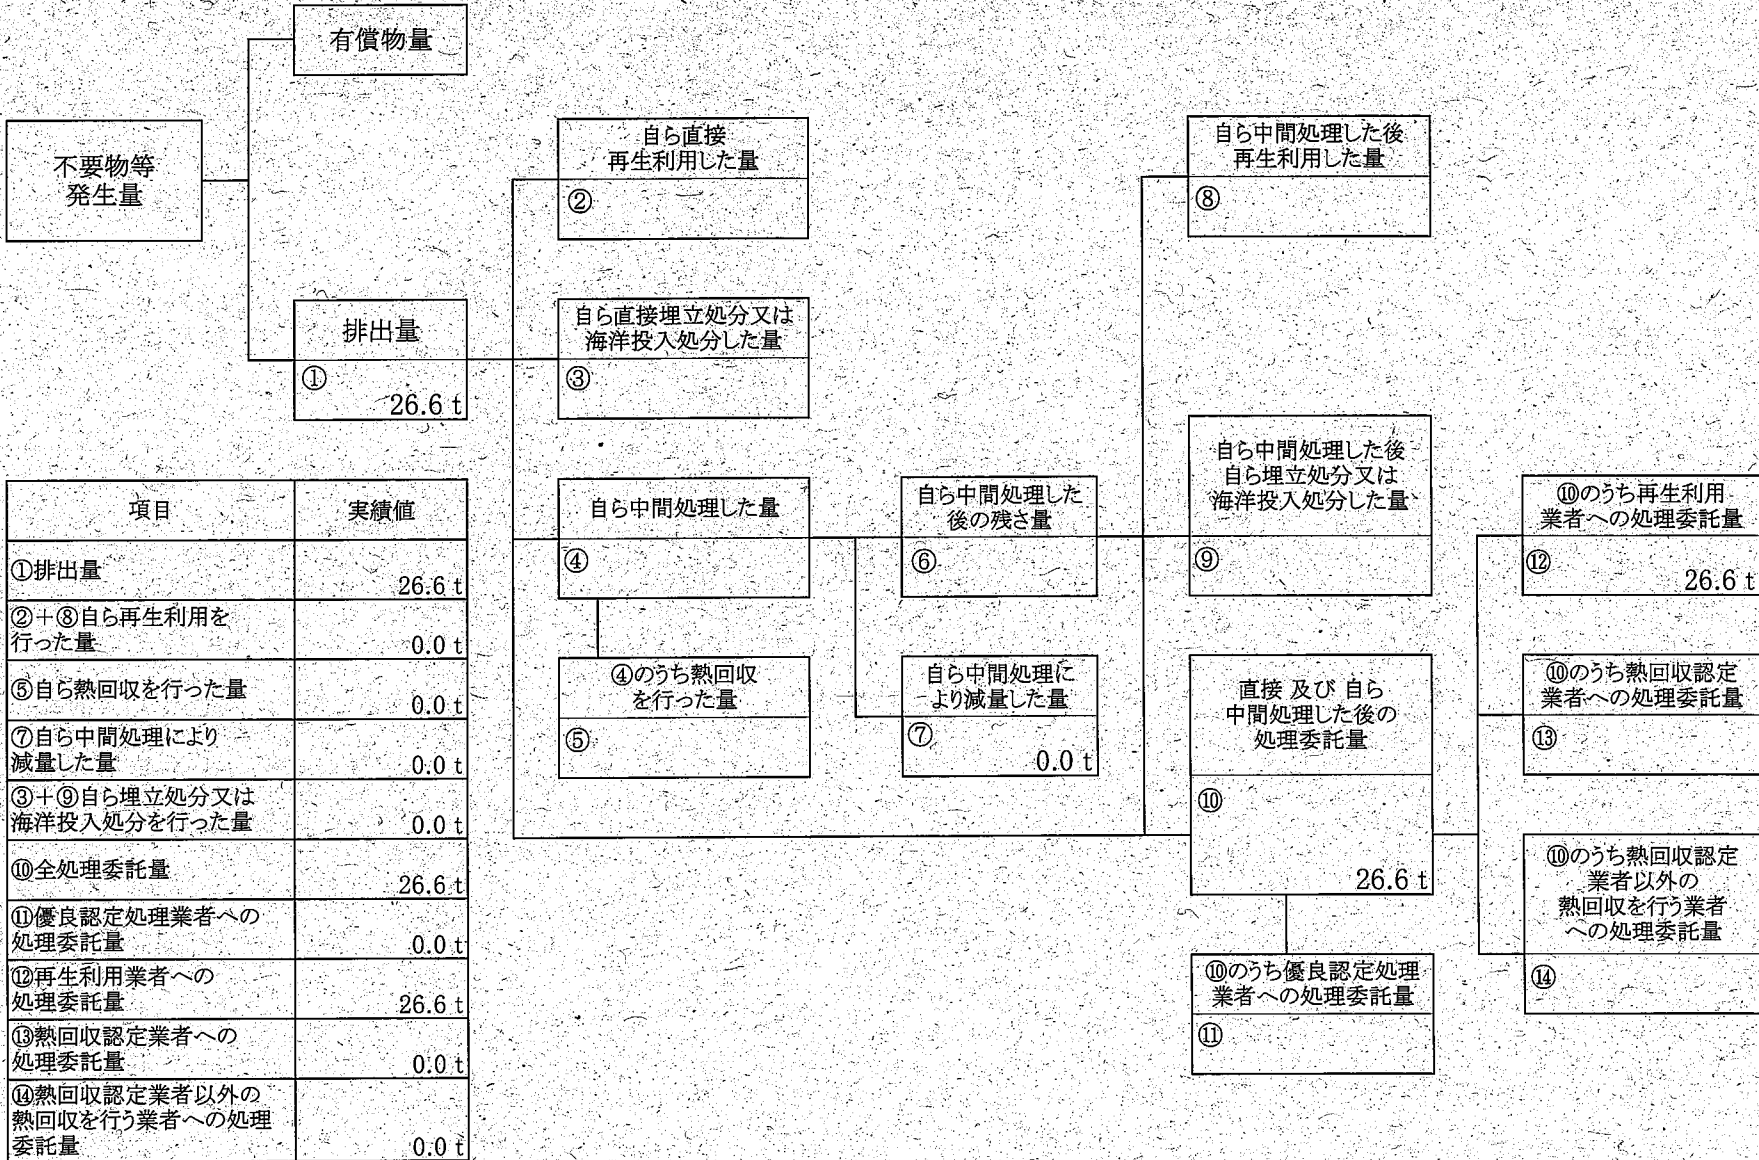 有償物量
不要物等
発生量
排出量
①
26.6 t
自ら直接
再生利用した量
②
自ら直接埋立処分又は
海洋投入処分した量
③
自ら中間処理した量
④
④のうち熱回収
を行った量
⑤
自ら中間処理した
後の残さ量
⑥
自ら中間処理に
より減量した量
⑦
0.0 t
自ら中間処理した後
再生利用した量
⑧
自ら中間処理した後
自ら埋立処分又は
海洋投入処分した量
⑨
直接 及び 自ら
中間処理した後の
処理委託量
⑩
26.6 t
⑩のうち優良認定処理
業者への処理委託量
⑪
⑩のうち再生利用
業者への処理委託量
⑫
26.6 t
⑩のうち熱回収認定
業者への処理委託量
⑬
⑩のうち熱回収認定
業者以外の
熱回収を行う業者
への処理委託量
⑭
項目 実績値
①排出量 26.6 t
②＋⑧自ら再生利用を
行った量 0.0 t
⑤自ら熱回収を行った量 0.0 t
⑦自ら中間処理により
減量した量 0.0 t
③＋⑨自ら埋立処分又は
海洋投入処分を行った量 0.0 t
⑩全処理委託量 26.6 t
⑪優良認定処理業者への
処理委託量 0.0 t
⑫再生利用業者への
処理委託量 26.6 t
⑬熱回収認定業者への
処理委託量 0.0 t
⑭熱回収認定業者以外の
熱回収を行う業者への処理
委託量 0.0 t